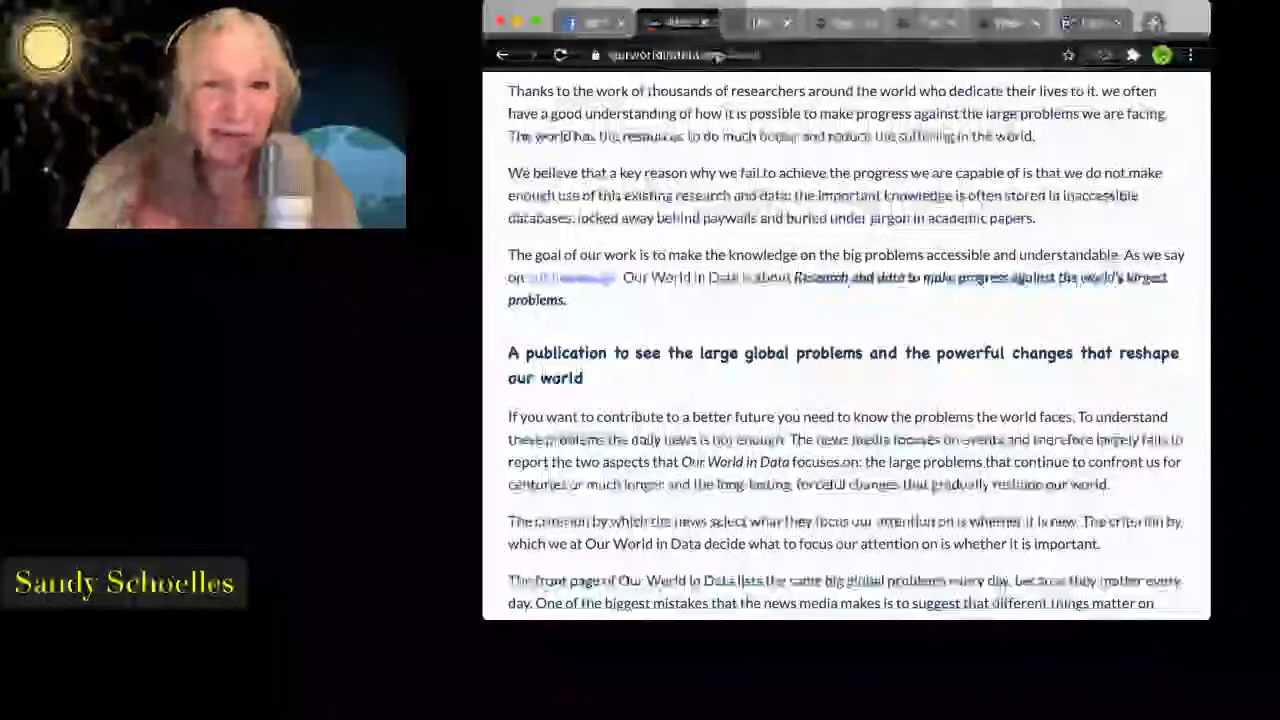 Thanks to the work of thousands of researchers around the world who dedicate their lives to it, we often
have a good understanding of how it is possible to make progress against the large problems we are facing.
The world has the resources to do much better and reduce the suffering in the world.
We believe that a key reason why we fail to achieve the progress we are capable of is that we do not make
enough use of this existing research and data: the important knowledge is often stored in inaccessible
databases, locked away behind paywalls and buried under jargon in academic papers.
The goal of our work is to make the knowledge on the big problems accessible and understandable. As we say
on our homepage, Our World in Data is about Research and data to make progress against the world's largest
problems.
A publication to see the large global problems and the powerful changes that reshape
our world
If you want to contribute to a better future you need to know the problems the world faces. To understand
these problems the daily news is not enough. The news media focuses on events and therefore largely fails to
report the two aspects that Our World in Data focuses on: the large problems that continue to confront us for
centuries or much longer and the long-lasting, forceful changes that gradually reshape our world.
The criterion by which the news select what they focus our attention on is whether it is new. The criterion by
which we at Our World in Data decide what to focus our attention on is whether it is important.
The front page of Our World in Data lists the same big global problems every day, because they matter every
day. One of the biggest mistakes that the news media makes is to suggest that different things matter on
Sandy Schoelles